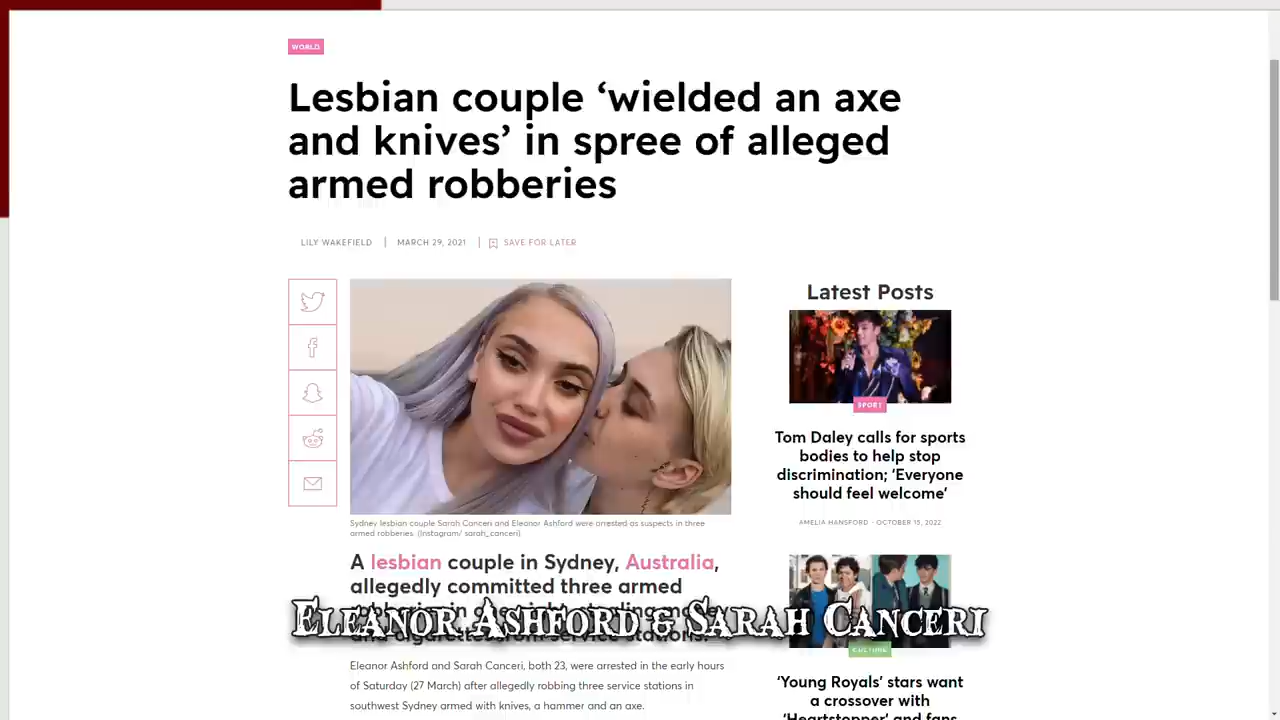 WORLD
Lesbian couple ‘wielded an axe
and knives’ in spree of alleged
armed robberies
LILY WAKEFIELD | MARCH 29, 2021 | SAVE FOR LATER
Sydney lesbian couple Sarah Canceri and Eleanor Ashford were arrested as suspects in three
armed robberies. (Instagram/ sarah_canceri)
A lesbian couple in Sydney, Australia,
allegedly committed three armed
Eleanor Ashford & Sarah Canceri
Eleanor Ashford and Sarah Canceri, both 23, were arrested in the early hours
of Saturday (27 March) after allegedly robbing three service stations in
southwest Sydney armed with knives, a hammer and an axe.
Latest Posts
SPORT
Tom Daley calls for sports
bodies to help stop
discrimination; ‘Everyone
should feel welcome’
AMELIA HANSFORD - OCTOBER 15, 2022
CULTURE
‘Young Royals’ stars want
a crossover with
‘Heartstopper’ and fans